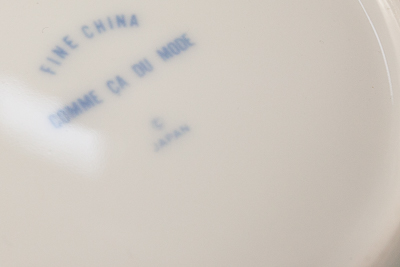 FINE CHINA
COMME ÇA DU MODE
C
JAPAN